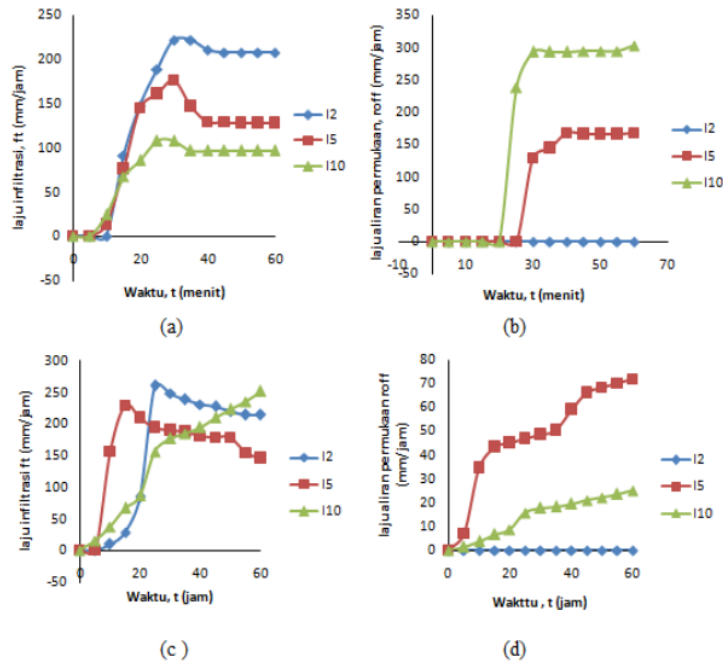 250
200
150
100
50
0
-50
0
20
40
60
laju infiltrasi, ft (mm/jam)
Waktu, t (menit)
I2
I5
I10
(a)
350
300
250
200
150
100
50
0
-50
-10
10
30
50
70
laju aliran permukaan, roff (mm/jam)
Waktu, t (menit)
I2
I5
I10
(b)
300
250
200
150
100
50
0
-50
0
20
40
60
laju infiltrasi ft (mm/jam)
Waktu, t (jam)
I2
I5
I10
(c )
80
70
60
50
40
30
20
10
0
0
20
40
60
laju aliran permukaan roff
(mm/jam)
Wakttu , t (jam)
I2
I5
I10
(d)